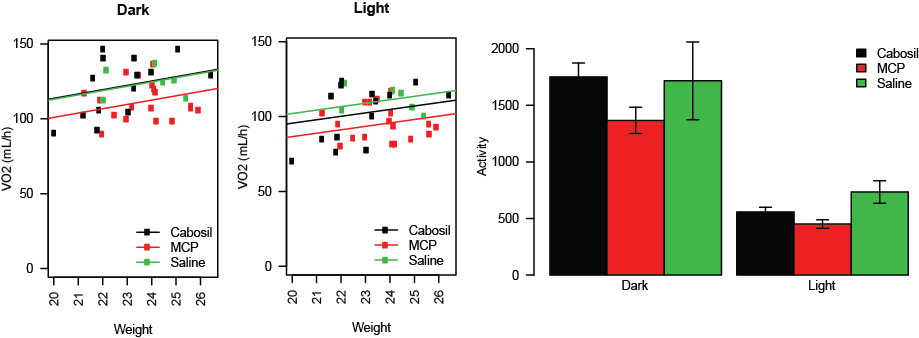 Dark
VO2 (mL/h)
150
100
50
0
Cabosil
MCP
Saline
20 21 22 23 24 25 26
Weight
Light
VO2 (mL/h)
150
100
50
0
Cabosil
MCP
Saline
20 21 22 23 24 25 26
Weight
Activity
2000
1500
1000
500
0
Dark Light
Cabosil
MCP
Saline